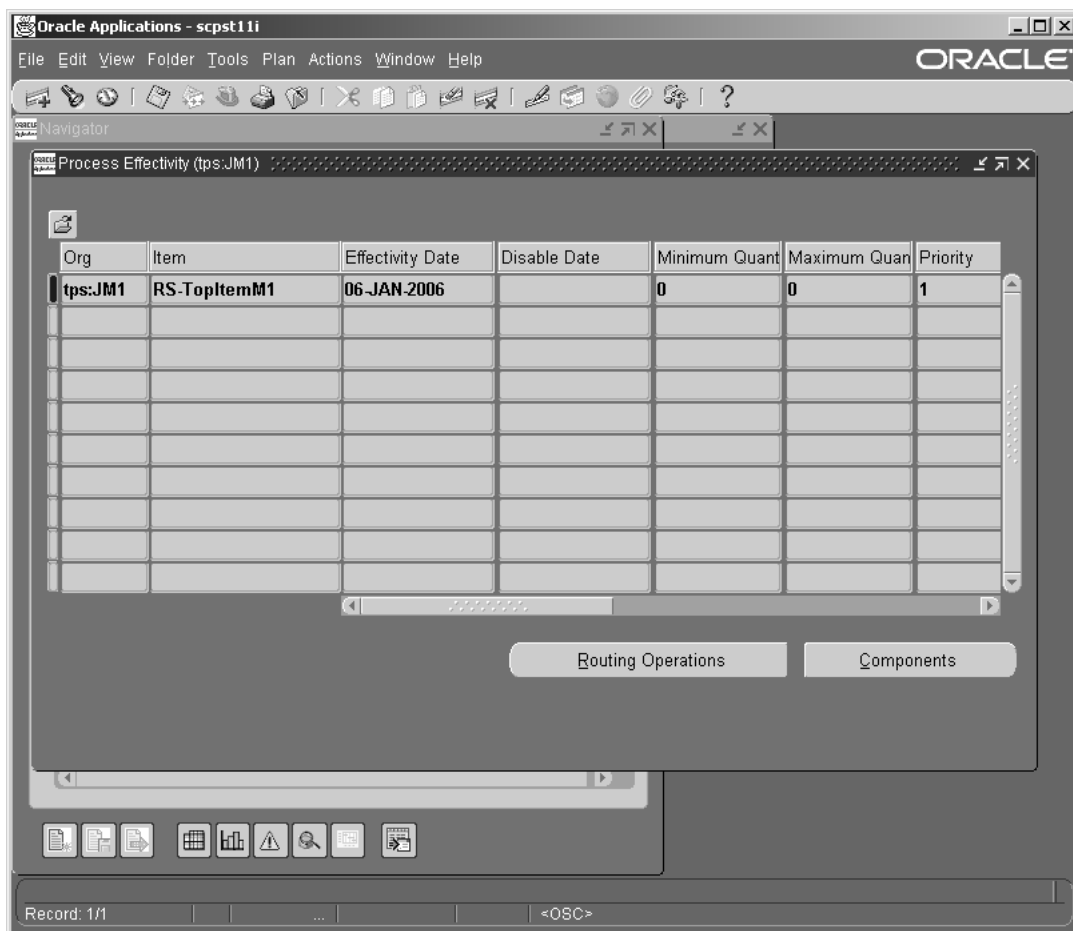 Oracle Applications - scpst11i
File Edit View Folder Tools Plan Actions Window Help
ORACLE
Navigator
Process Effectivity (tps:JM1)
Org Item Effectivity Date Disable Date Minimum Quant Maximum Quan Priority
tps:JM1 RS-TopItemM1 06-JAN-2006 0 0 1
Routing Operations Components
Record: 1/1 ... <OSC>